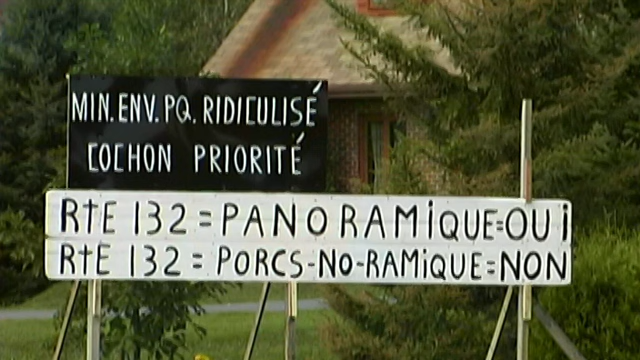 MIN.ENV.PQ. RIDICULISÉ
COCHON PRIORITÉ
RtE 132 = PANORAMiQUE=OUi
RtE 132 = PORCS-NO-RAMiQUE=NON